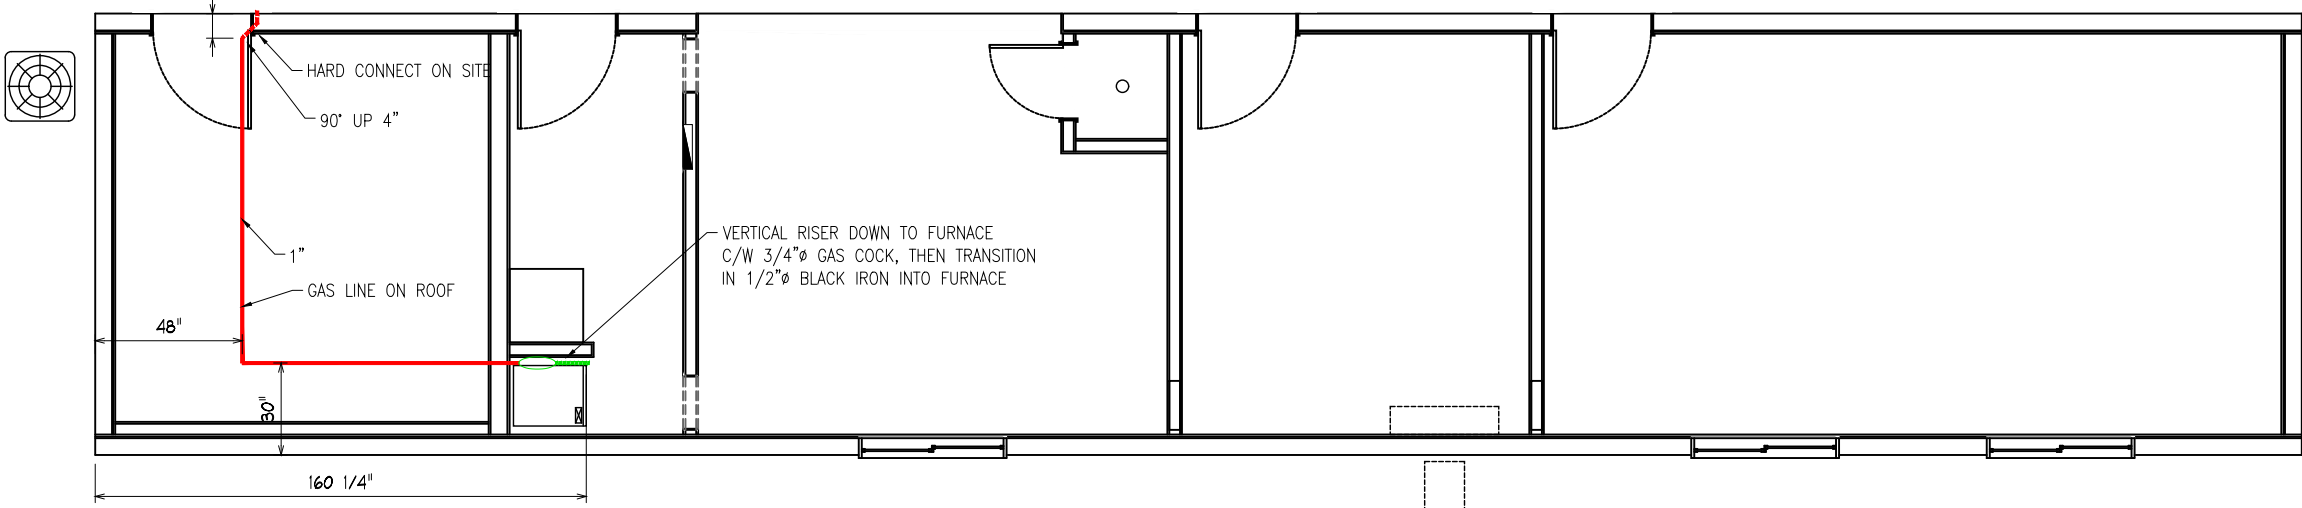 HARD CONNECT ON SITE
90° UP 4"
VERTICAL RISER DOWN TO FURNACE
C/W 3/4"ø GAS COCK, THEN TRANSITION
IN 1/2"ø BLACK IRON INTO FURNACE
1"
GAS LINE ON ROOF
48"
30"
160 1/4"